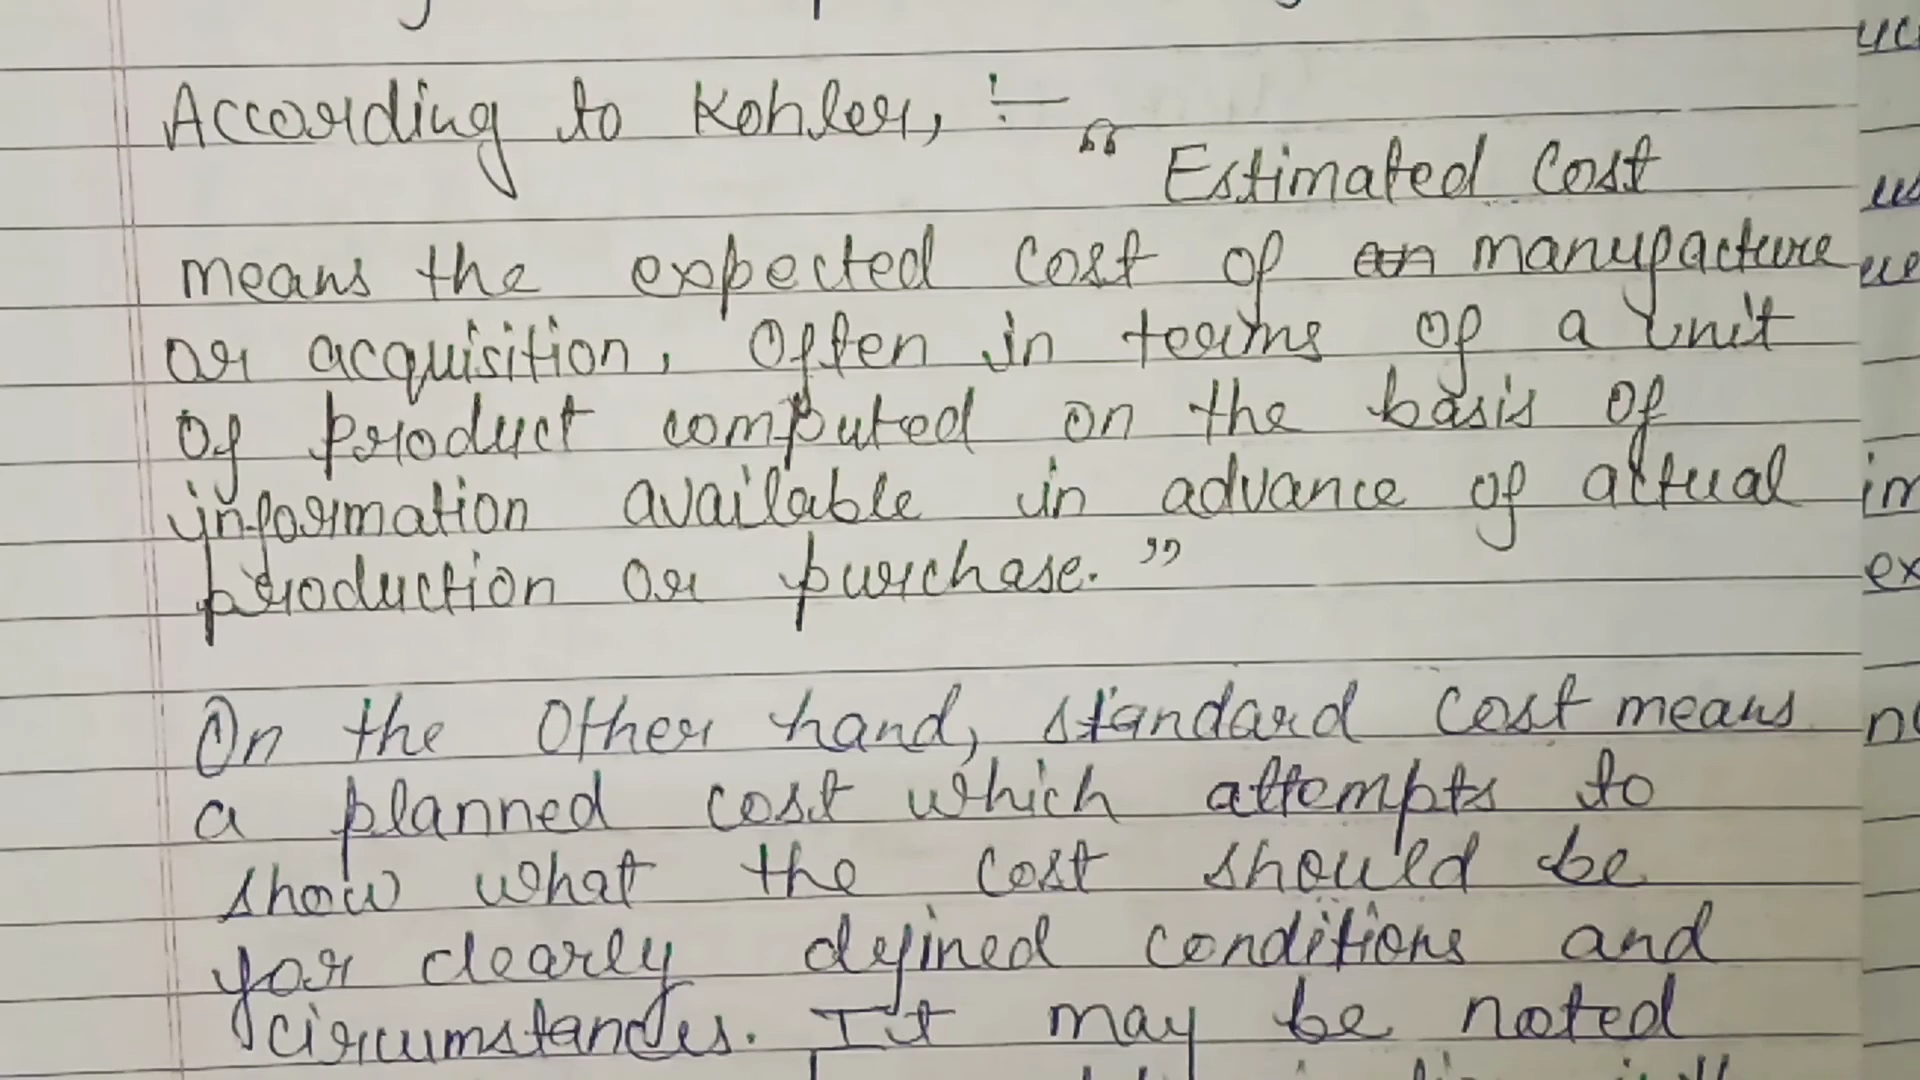 According to Kohler, :-
" Estimated Cost
means the expected cost of an manufacture
or acquisition, Often in terms of a Unit
of product computed on the basis of
information available in advance of actual
production or purchase."
On the Other hand, standard cost means
a planned cost which attempts to
show what the cost should be
for clearly defined conditions and
circumstances. It may be noted